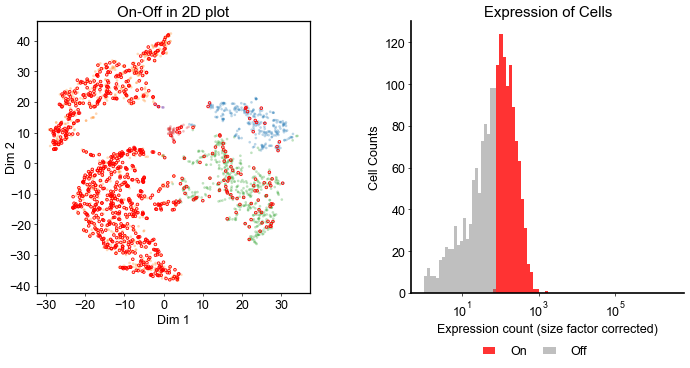 On-Off in 2D plot
40
30
20
10
0
−10
−20
−30
−40
Dim 2
−30 −20 −10 0 10 20 30
Dim 1
Expression of Cells
120
100
80
60
40
20
0
Cell Counts
10^1 10^3 10^5
Expression count (size factor corrected)
On Off